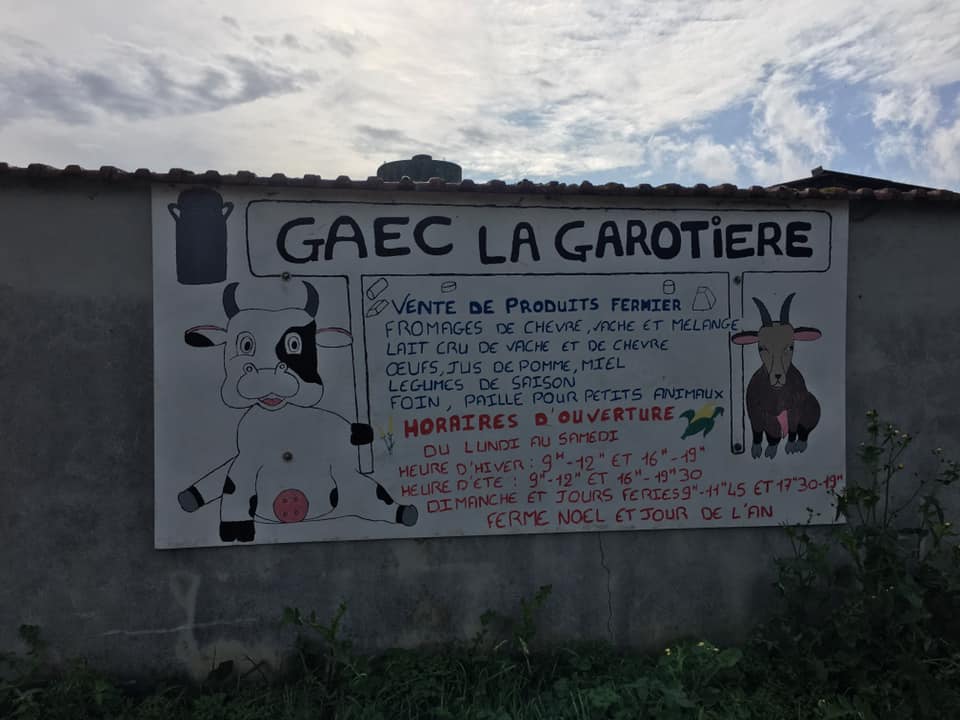 GAEC LA GAROTiERE
VENTE DE PRODUITS FERMIER
FROMAGES DE CHEVRE, VACHE ET MELANGE
LAIT CRU DE VACHE ET DE CHEVRE
ŒUFS, JUS DE POMME, MIEL
LEGUMES DE SAISON
FOIN, PAILLE POUR PETITS ANIMAUX
HORAIRES D'OUVERTURE
DU LUNDI AU SAMEDI
HEURE D'HIVER : 9H-12H ET 16H-19H
HEURE D'ETE : 9H-12H ET 16H-19H30
DIMANCHE ET JOURS FERIES 9H-11H45 ET 17H30-19H
FERME NOEL ET JOUR DE L'AN